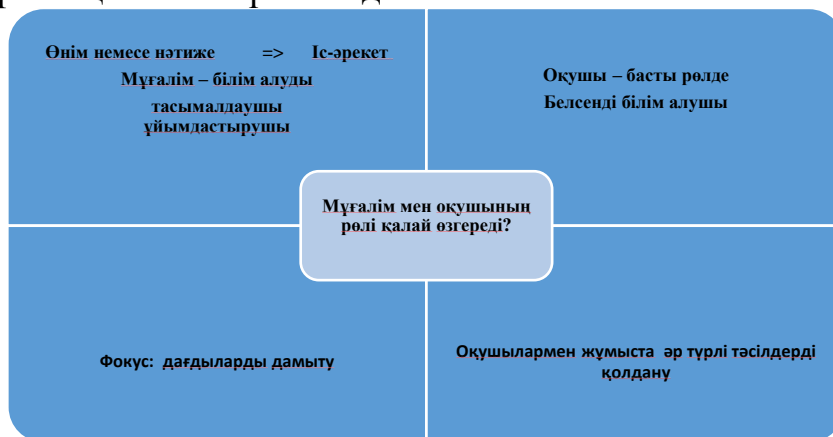 Өнім немесе нәтиже => Іс-әрекет
Мұғалім – білім алуды
тасымалдаушы
ұйымдастырушы
Оқушы – басты рөлде
Белсенді білім алушы
Мұғалім мен оқушының
рөлі қалай өзгереді?
Фокус: дағдыларды дамыту
Оқушылармен жұмыста әр түрлі тәсілдерді
қолдану